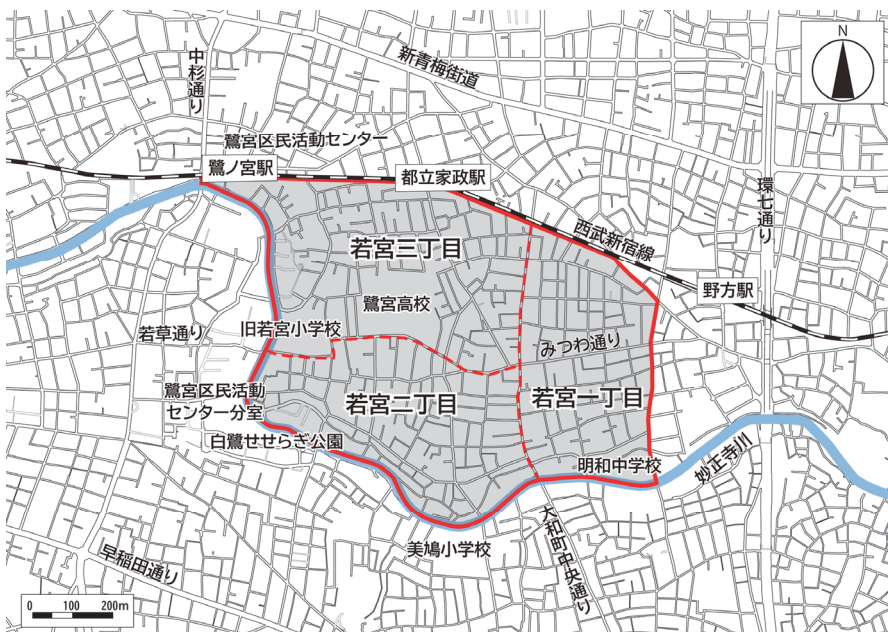 中杉通り
新青梅街道
N
鷺宮区民活動センター
鷺ノ宮駅
都立家政駅
環七通り
西武新宿線
若宮三丁目
野方駅
鷺宮高校
若草通り
旧若宮小学校
みつわ通り
鷺宮区民活動
センター分室
若宮二丁目
若宮一丁目
白鷺せせらぎ公園
明和中学校
妙正寺川
大和町中央通り
美鳩小学校
早稲田通り
0 100 200m